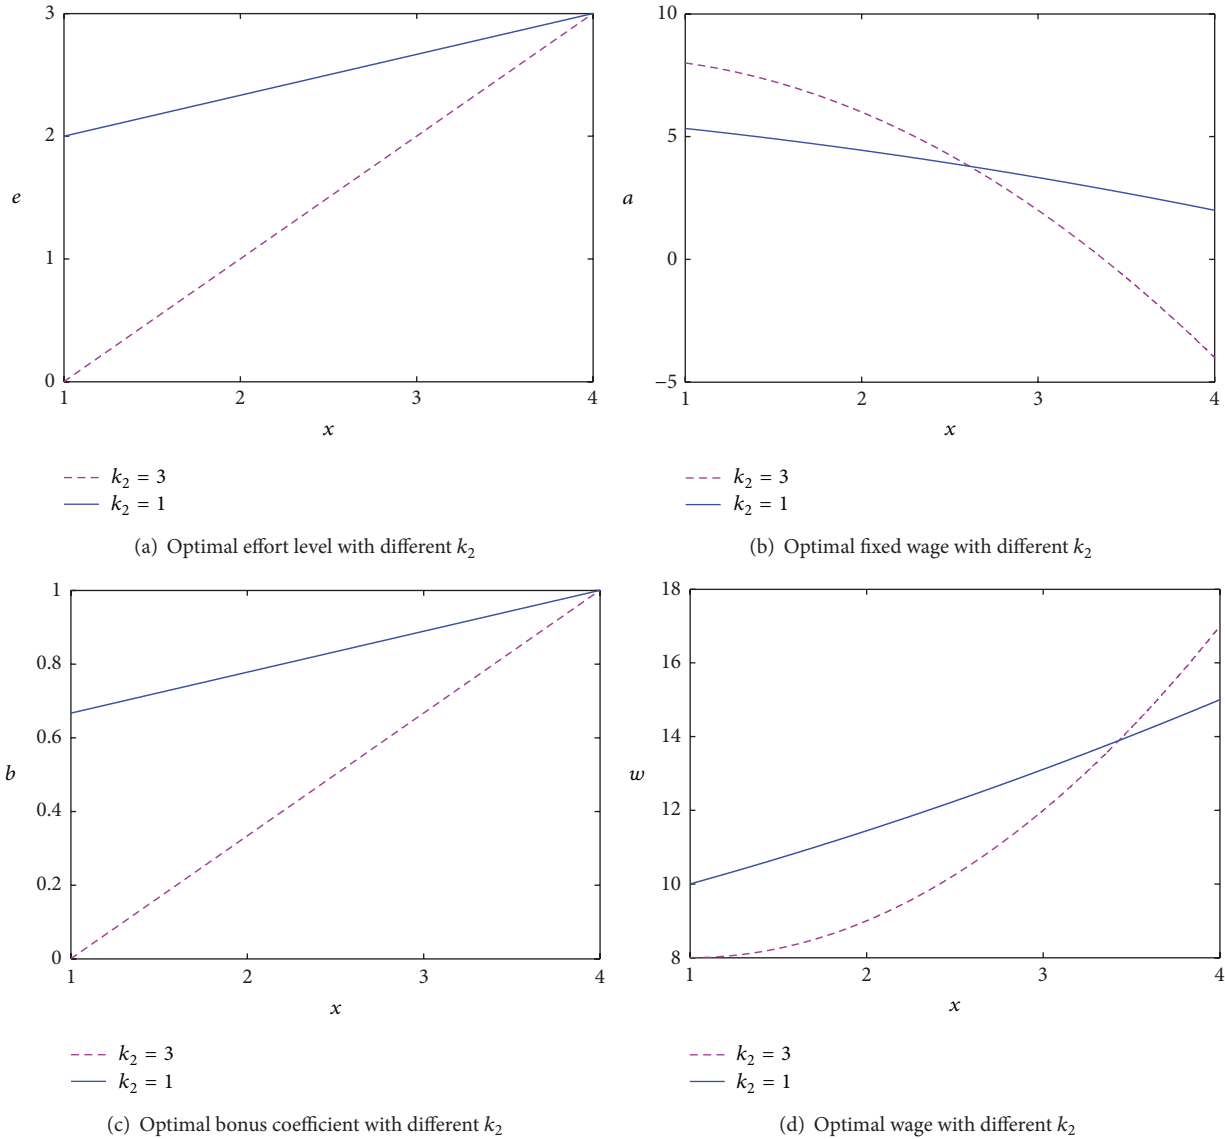 3
2
e
1
0
1
2
3
4
x
k₂ = 3
k₂ = 1
(a) Optimal effort level with different k₂
10
5
a
0
−5
1
2
3
4
x
k₂ = 3
k₂ = 1
(b) Optimal fixed wage with different k₂
1
0.8
0.6
b
0.4
0.2
0
1
2
3
4
x
k₂ = 3
k₂ = 1
(c) Optimal bonus coefficient with different k₂
18
16
14
w
12
10
8
1
2
3
4
x
k₂ = 3
k₂ = 1
(d) Optimal wage with different k₂